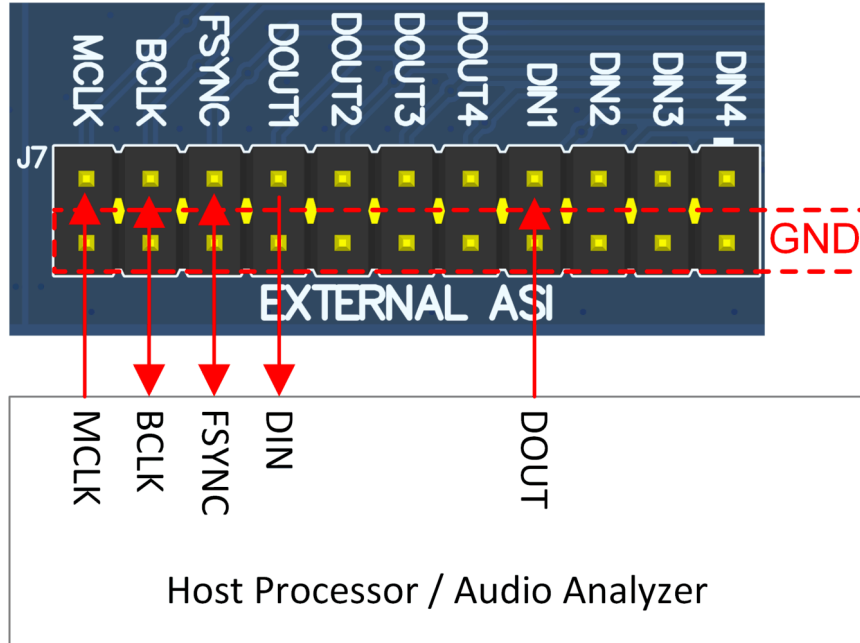 MCLK
BCLK
FSYNC
DOUT1
DOUT2
DOUT3
DOUT4
DIN1
DIN2
DIN3
DIN4
J7
GND
EXTERNAL ASI
MCLK
BCLK
FSYNC
DIN
DOUT
Host Processor / Audio Analyzer